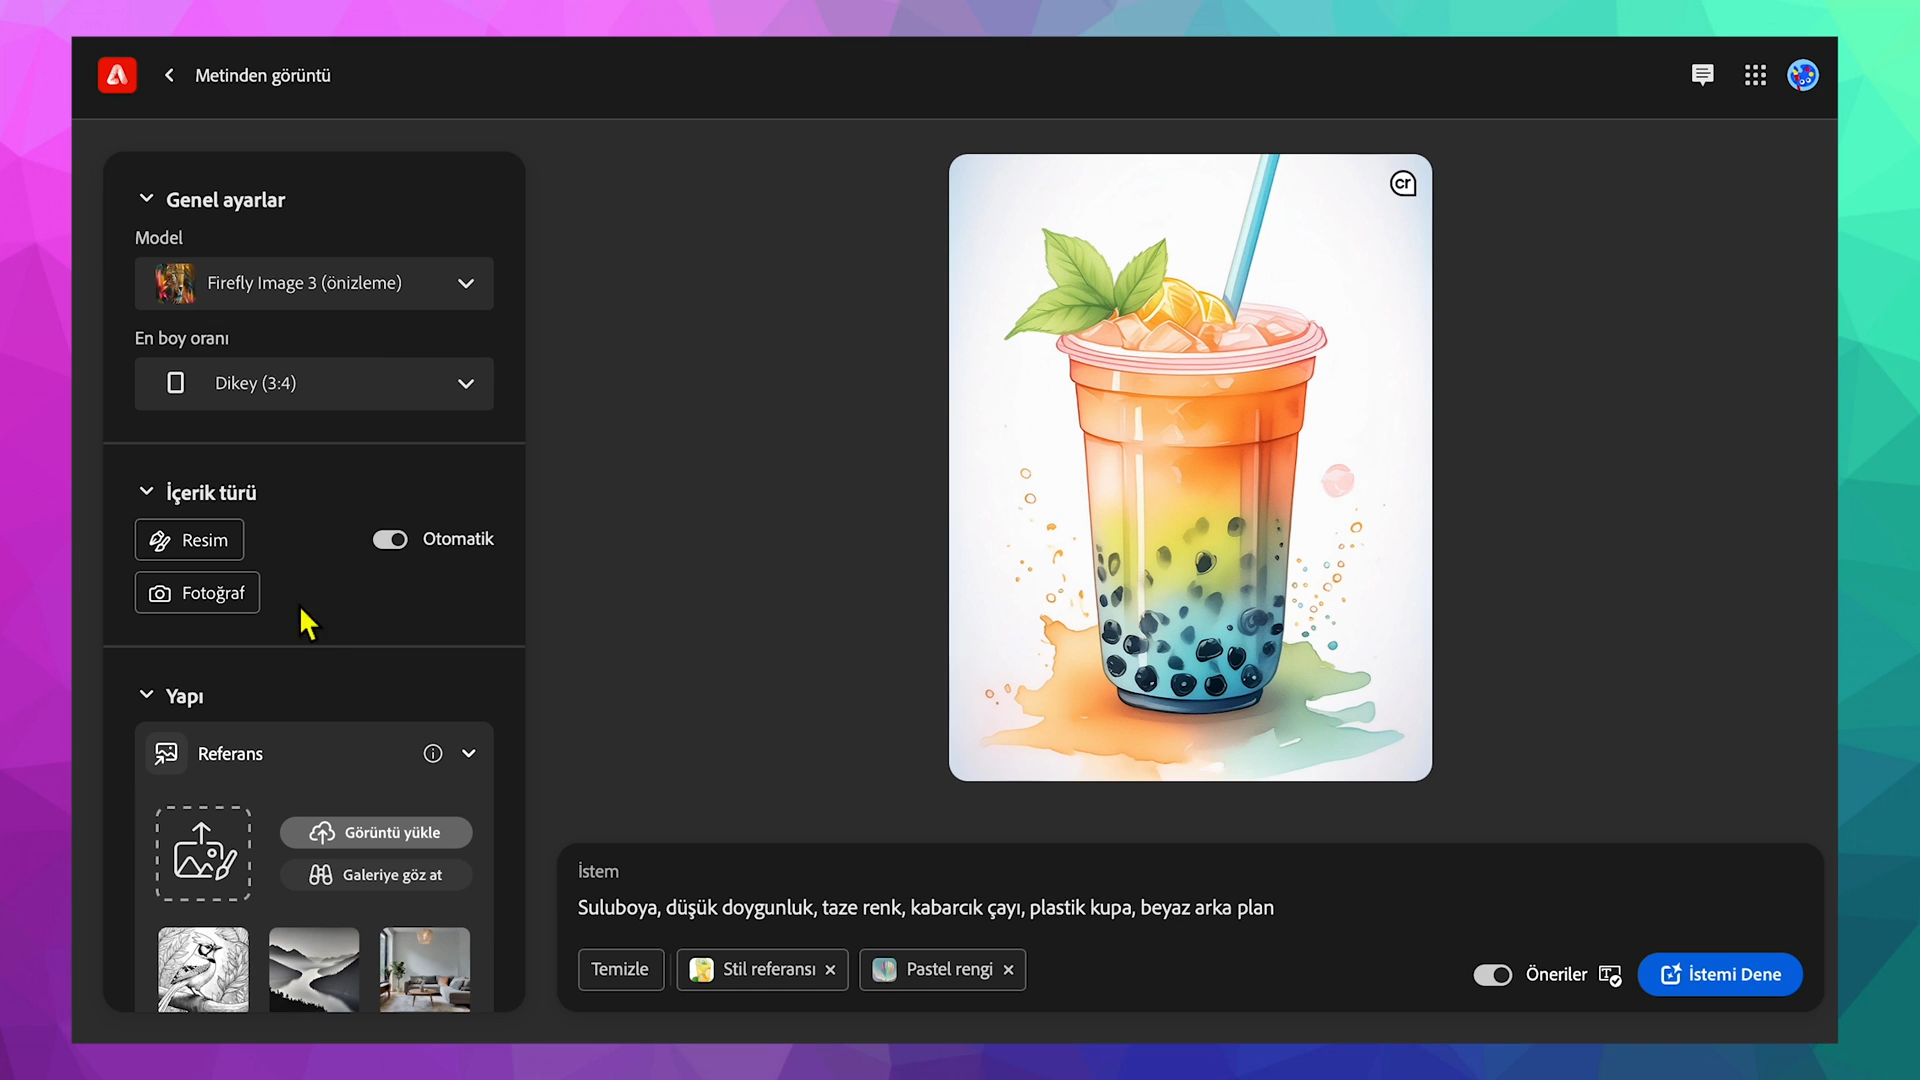 Metinden görüntü
Genel ayarlar
Model
Firefly Image 3 (önizleme)
En boy oranı
Dikey (3:4)
İçerik türü
Resim
Otomatik
Fotoğraf
Yapı
Referans
Görüntü yükle
Galeriye göz at
cr
İstem
Suluboya, düşük doygunluk, taze renk, kabarcık çayı, plastik kupa, beyaz arka plan
Temizle
Stil referansı
Pastel rengi
Öneriler
İstemi Dene